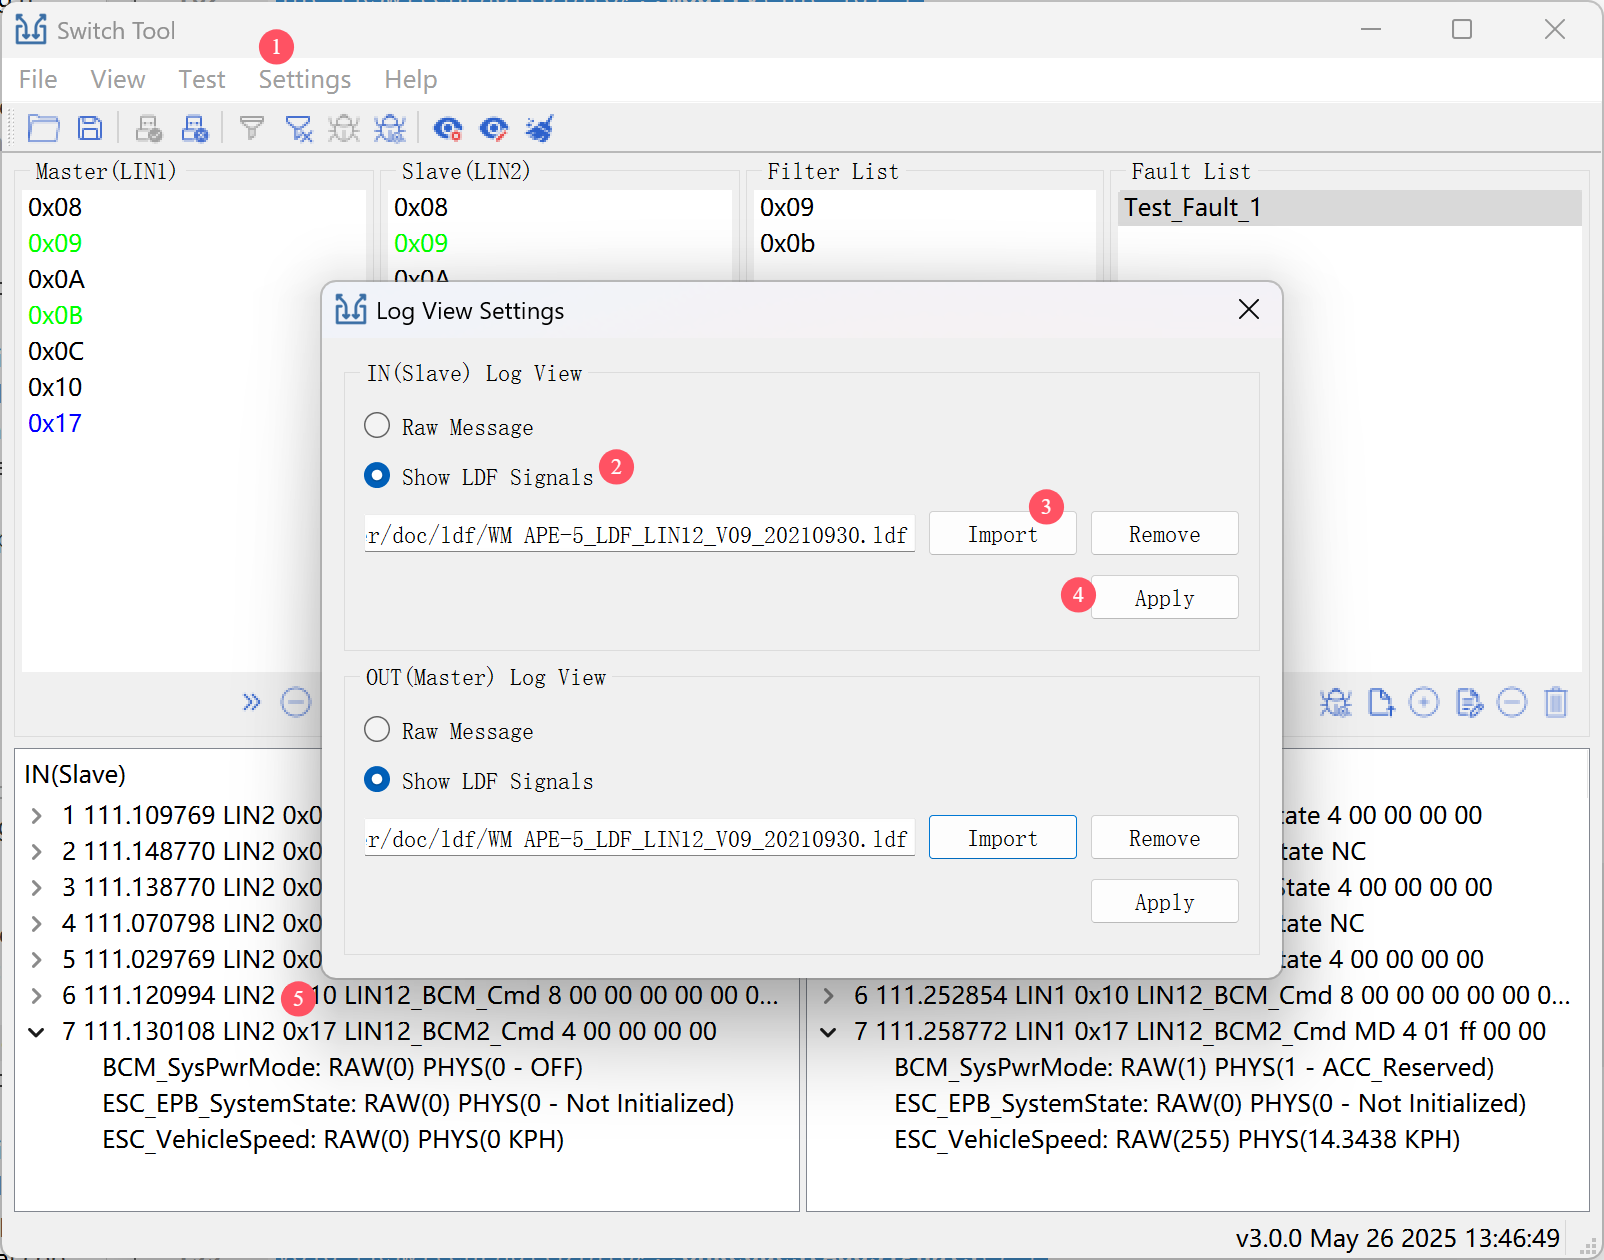 Switch Tool
1
File View Test Settings Help
Master(LIN1)
0x08
0x09
0x0A
0x0B
0x0C
0x10
0x17
Slave(LIN2)
0x08
0x09
0x0A
Filter List
0x09
0x0b
Fault List
Test_Fault_1
Log View Settings
IN(Slave) Log View
Raw Message
Show LDF Signals 2
3
r/doc/ldf/WM APE-5_LDF_LIN12_V09_20210930.ldf Import Remove
4 Apply
OUT(Master) Log View
Raw Message
Show LDF Signals
r/doc/ldf/WM APE-5_LDF_LIN12_V09_20210930.ldf Import Remove
Apply
IN(Slave)
1 111.109769 LIN2 0x0
2 111.148770 LIN2 0x0
3 111.138770 LIN2 0x0
4 111.070798 LIN2 0x0
5 111.029769 LIN2 0x0
6 111.120994 LIN2 5 10 LIN12_BCM_Cmd 8 00 00 00 00 00 0...
7 111.130108 LIN2 0x17 LIN12_BCM2_Cmd 4 00 00 00 00
BCM_SysPwrMode: RAW(0) PHYS(0 - OFF)
ESC_EPB_SystemState: RAW(0) PHYS(0 - Not Initialized)
ESC_VehicleSpeed: RAW(0) PHYS(0 KPH)
tate 4 00 00 00 00
tate NC
State 4 00 00 00 00
tate NC
tate 4 00 00 00 00
6 111.252854 LIN1 0x10 LIN12_BCM_Cmd 8 00 00 00 00 00 0...
7 111.258772 LIN1 0x17 LIN12_BCM2_Cmd MD 4 01 ff 00 00
BCM_SysPwrMode: RAW(1) PHYS(1 - ACC_Reserved)
ESC_EPB_SystemState: RAW(0) PHYS(0 - Not Initialized)
ESC_VehicleSpeed: RAW(255) PHYS(14.3438 KPH)
v3.0.0 May 26 2025 13:46:49